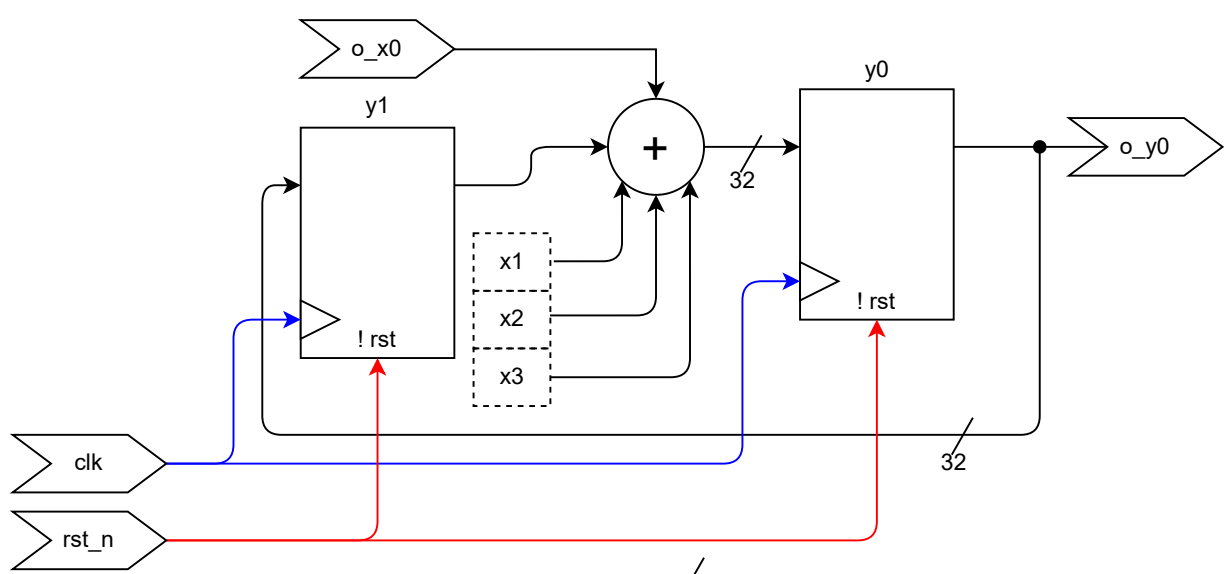 o_x0
y0
y1
+
o_y0
32
x1
x2
x3
! rst
! rst
32
clk
rst_n